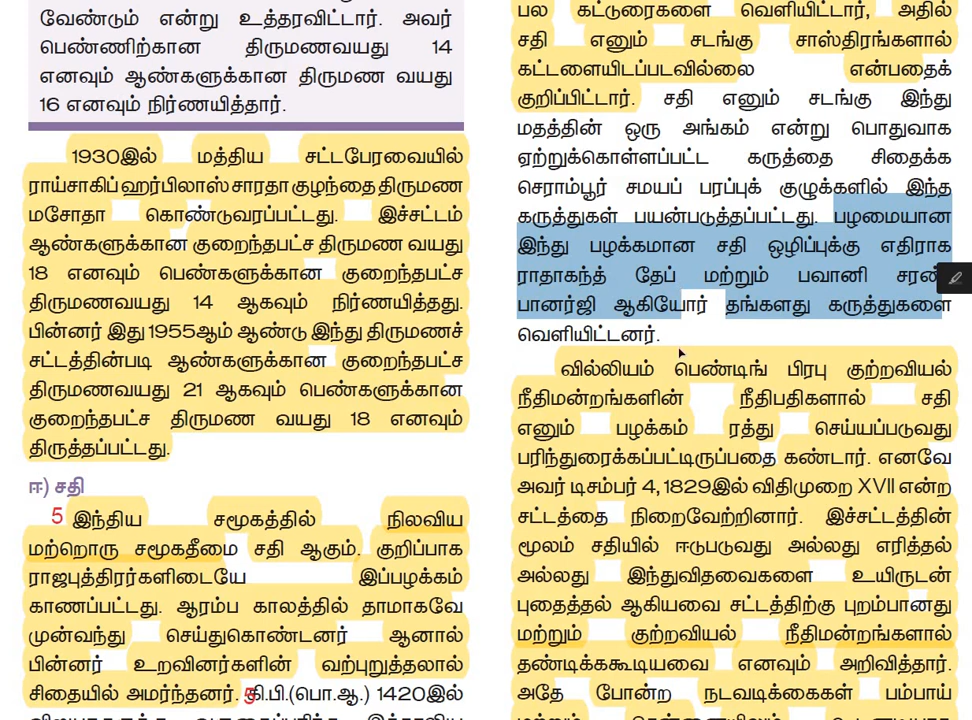 வேண்டும் என்று உத்தரவிட்டார். அவர்
பெண்ணிற்கான திருமணவயது 14
எனவும் ஆண்களுக்கான திருமண வயது
16 எனவும் நிர்ணயித்தார்.
1930இல் மத்திய சட்டபேரவையில்
ராய்சாகிப் ஹர்பிலாஸ் சாரதா குழந்தை திருமண
மசோதா கொண்டுவரப்பட்டது. இச்சட்டம்
ஆண்களுக்கான குறைந்தபட்ச திருமண வயது
18 எனவும் பெண்களுக்கான குறைந்தபட்ச
திருமணவயது 14 ஆகவும் நிர்ணயித்தது.
பின்னர் இது 1955ஆம் ஆண்டு இந்து திருமணச்
சட்டத்தின்படி ஆண்களுக்கான குறைந்தபட்ச
திருமணவயது 21 ஆகவும் பெண்களுக்கான
குறைந்தபட்ச திருமண வயது 18 எனவும்
திருத்தப்பட்டது.
ஈ) சதி
5 இந்திய சமூகத்தில் நிலவிய
மற்றொரு சமூகதீமை சதி ஆகும். குறிப்பாக
ராஜபுத்திரர்களிடையே இப்பழக்கம்
காணப்பட்டது. ஆரம்ப காலத்தில் தாமாகவே
முன்வந்து செய்துகொண்டனர் ஆனால்
பின்னர் உறவினர்களின் வற்புறுத்தலால்
சிதையில் அமர்ந்தனர். 5 கி.பி.(பொ.ஆ.) 1420இல்
பல கட்டுரைகளை வெளியிட்டார், அதில்
சதி எனும் சடங்கு சாஸ்திரங்களால்
கட்டளையிடப்படவில்லை என்பதைக்
குறிப்பிட்டார். சதி எனும் சடங்கு இந்து
மதத்தின் ஒரு அங்கம் என்று பொதுவாக
ஏற்றுக்கொள்ளப்பட்ட கருத்தை சிதைக்க
செராம்பூர் சமயப் பரப்புக் குழுக்களில் இந்த
கருத்துகள் பயன்படுத்தப்பட்டது. பழமையான
இந்து பழக்கமான சதி ஒழிப்புக்கு எதிராக
ராதாகந்த் தேப் மற்றும் பவானி சரண்
பானர்ஜி ஆகியோர் தங்களது கருத்துகளை
வெளியிட்டனர்.
வில்லியம் பெண்டிங் பிரபு குற்றவியல்
நீதிமன்றங்களின் நீதிபதிகளால் சதி
எனும் பழக்கம் ரத்து செய்யப்படுவது
பரிந்துரைக்கப்பட்டிருப்பதை கண்டார். எனவே
அவர் டிசம்பர் 4, 1829இல் விதிமுறை XVII என்ற
சட்டத்தை நிறைவேற்றினார். இச்சட்டத்தின்
மூலம் சதியில் ஈடுபடுவது அல்லது எரித்தல்
அல்லது இந்துவிதவைகளை உயிருடன்
புதைத்தல் ஆகியவை சட்டத்திற்கு புறம்பானது
மற்றும் குற்றவியல் நீதிமன்றங்களால்
தண்டிக்ககூடியவை எனவும் அறிவித்தார்.
அதே போன்ற நடவடிக்கைகள் பம்பாய்